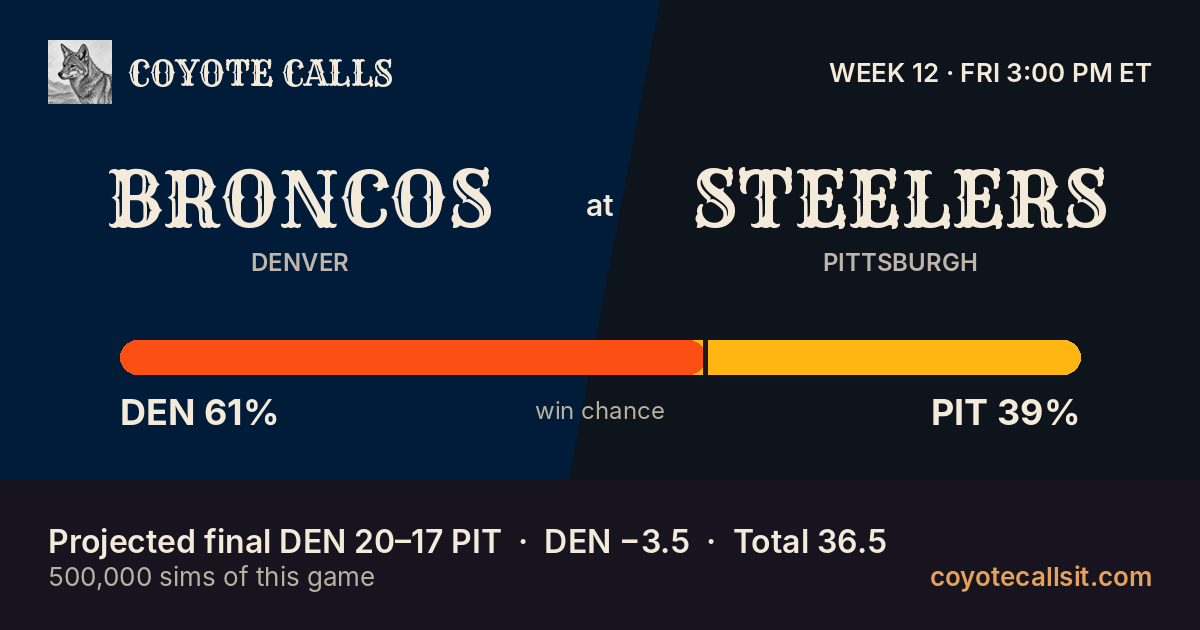 COYOTE CALLS
WEEK 12 · FRI 3:00 PM ET
BRONCOS at STEELERS
DENVER PITTSBURGH
DEN 61% win chance PIT 39%
Projected final DEN 20–17 PIT · DEN −3.5 · Total 36.5
500,000 sims of this game
coyotecallsit.com